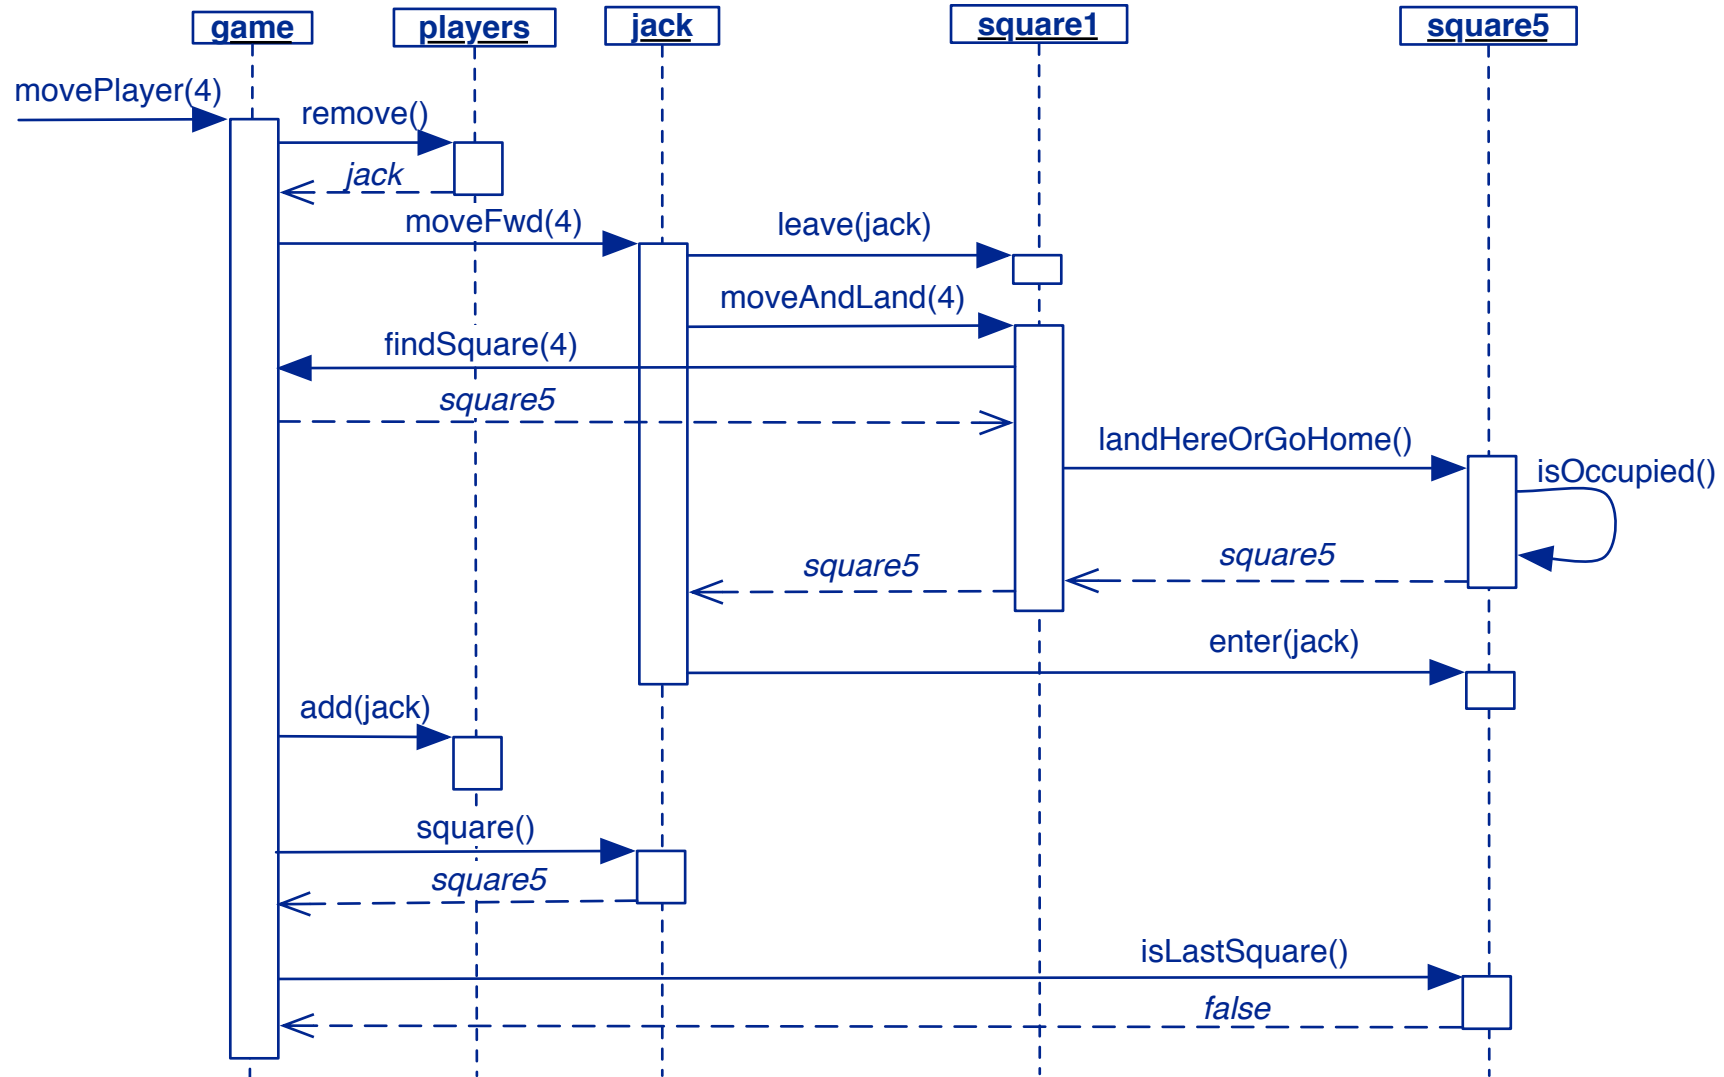 game
players
jack
square1
square5
movePlayer(4)
remove()
jack
moveFwd(4)
leave(jack)
moveAndLand(4)
findSquare(4)
square5
landHereOrGoHome()
isOccupied()
square5
square5
enter(jack)
add(jack)
square()
square5
isLastSquare()
false